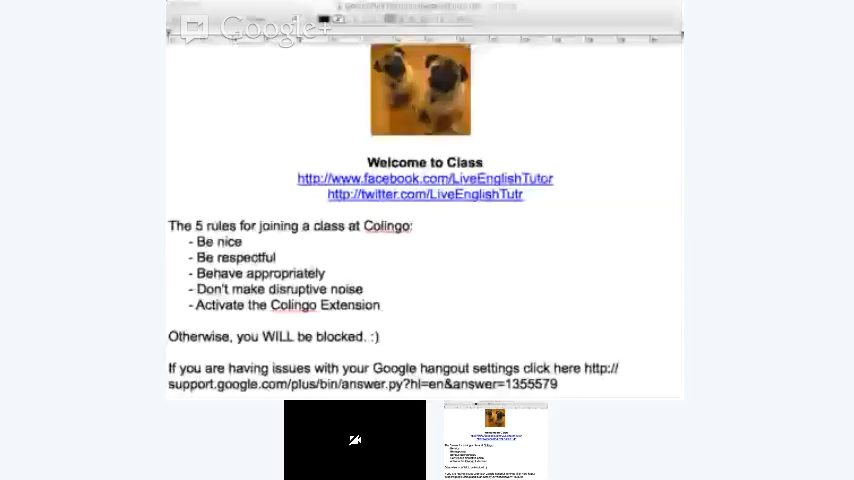 Google+
Welcome to Class
http://www.facebook.com/LiveEnglishTutor
http://twitter.com/LiveEnglishTutr
The 5 rules for joining a class at Colingo:
- Be nice
- Be respectful
- Behave appropriately
- Don't make disruptive noise
- Activate the Colingo Extension
Otherwise, you WILL be blocked. :)
If you are having issues with your Google hangout settings click here http://
support.google.com/plus/bin/answer.py?hl=en&answer=1355579